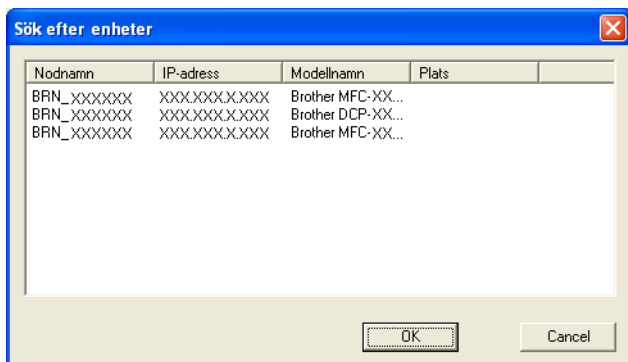 Sök efter enheter
Nodnamn IP-adress Modellnamn Plats
BRN_XXXXXX XXX.XXX.X.XXX Brother MFC-XX...
BRN_XXXXXX XXX.XXX.X.XXX Brother DCP-XX...
BRN_XXXXXX XXX.XXX.X.XXX Brother MFC-XX...
OK Cancel